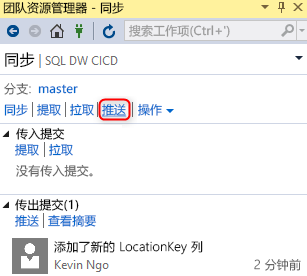 团队资源管理器 - 同步
搜索工作项(Ctrl+')
同步 | SQL DW CICD
分支: master
同步 | 提取 | 拉取 | 推送 | 操作
传入提交
提取 | 拉取
没有传入提交。
传出提交(1)
推送 | 查看摘要
添加了新的 LocationKey 列
Kevin Ngo 2 分钟前